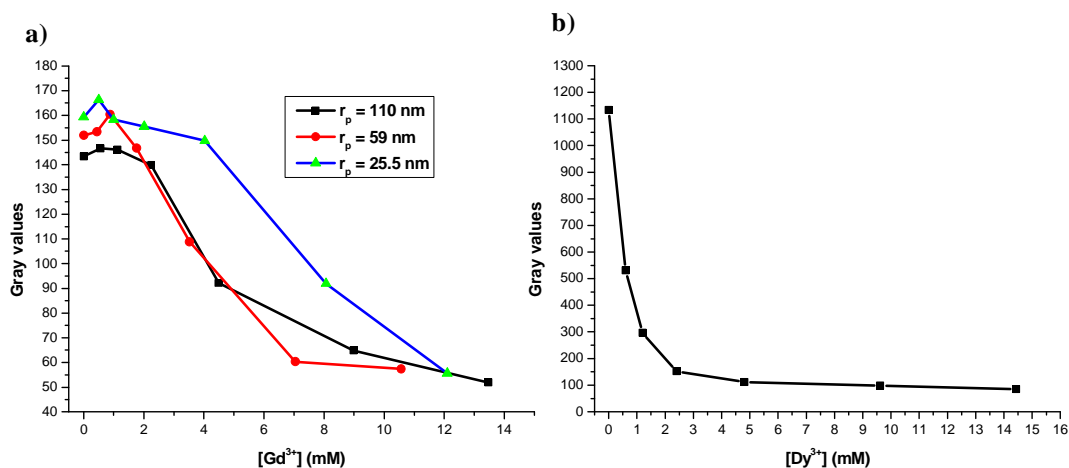 a)
180
170
160
150
140
130
120
110
100
90
80
70
60
50
40
Gray values
0 2 4 6 8 10 12 14
[Gd³⁺] (mM)
r_p = 110 nm
r_p = 59 nm
r_p = 25.5 nm
b)
1300
1200
1100
1000
900
800
700
600
500
400
300
200
100
0
Gray values
0 1 2 3 4 5 6 7 8 9 10 11 12 13 14 15 16
[Dy³⁺] (mM)